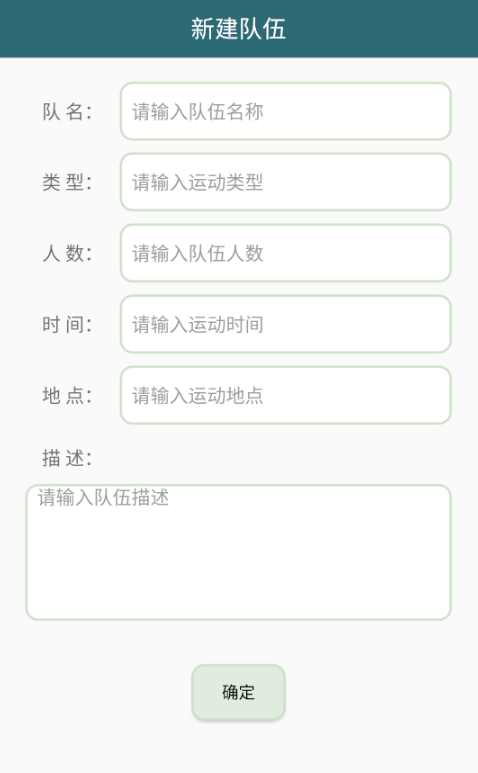 新建队伍
队 名： 请输入队伍名称
类 型： 请输入运动类型
人 数： 请输入队伍人数
时 间： 请输入运动时间
地 点： 请输入运动地点
描 述：
请输入队伍描述
确定